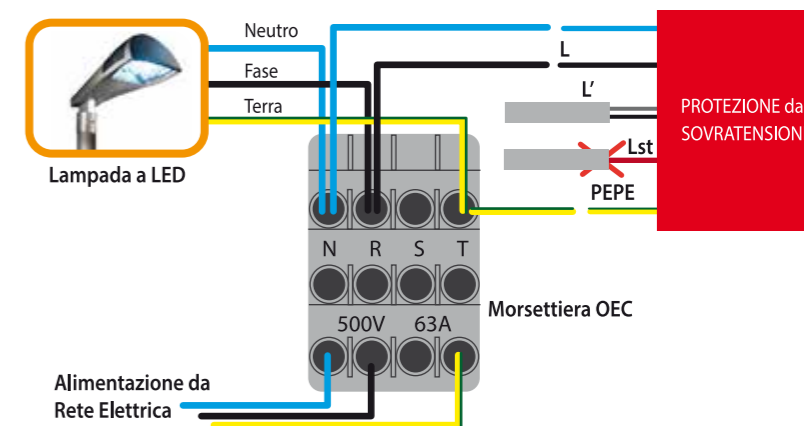 Neutro
Fase
Terra
Lampada a LED
L
L'
Lst
PEPE
PROTEZIONE da
SOVRATENSION
N R S T
Morsettiera OEC
500V 63A
Alimentazione da
Rete Elettrica